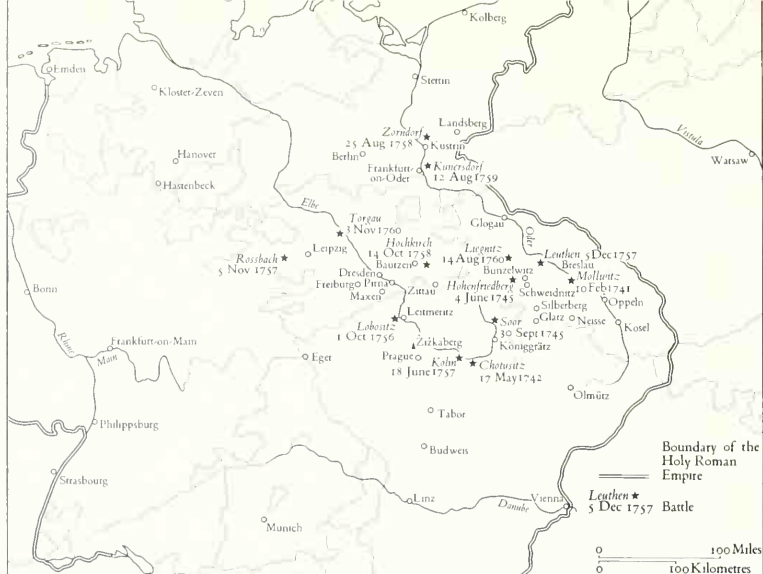 Kolberg
Emden
Stettin
Kloster-Zeven
Landsberg
Zorndorf
25 Aug 1758
Kustrin
Vistula
Warsaw
Hanover
Berlin
Kunersdorf
12 Aug 1759
Frankfurt-
on-Oder
Hastenbeck
Elbe
Torgau
3 Nov 1760
Glogau
Oder
Hochkirch
14 Oct 1758
Liegnitz
14 Aug 1760
Leuthen 5 Dec 1757
Breslau
Leipzig
Rossbach
5 Nov 1757
Bautzen
Bunzelwitz
Mollwitz
10 Feb 1741
Dresden
Freiburg
Pirna
Maxen
Zittau
Hohenfriedberg
4 June 1745
Schweidnitz
Oppeln
Bonn
Silberberg
Glatz
Neisse
Kosel
Leitmeritz
Lobositz
1 Oct 1756
Soor
30 Sept 1745
Königgrätz
Rhine
Frankfurt-on-Main
Main
Eger
Zižkaberg
Prague
Kolin
18 June 1757
Chotusitz
17 May 1742
Olmütz
Tabor
Philippsburg
Budweis
Boundary of the
Holy Roman
Empire
Strasbourg
Linz
Danube
Vienna
Leuthen
5 Dec 1757 Battle
Munich
0 100 Miles
0 100 Kilometres